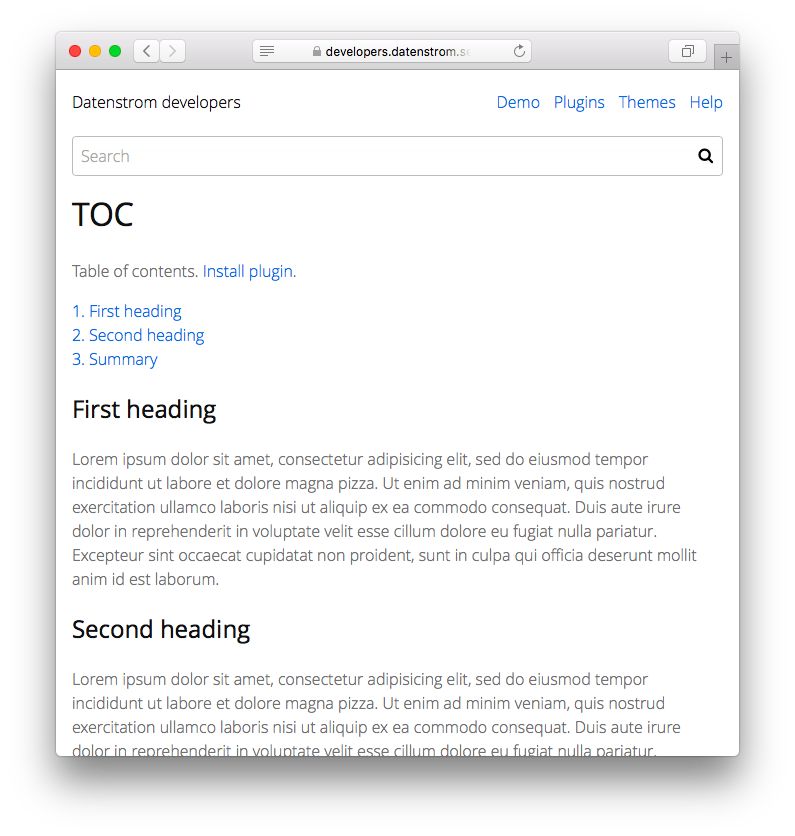 developers.datenstrom.se
Datenstrom developers
Demo Plugins Themes Help
Search
TOC
Table of contents. Install plugin.
1. First heading
2. Second heading
3. Summary
First heading
Lorem ipsum dolor sit amet, consectetur adipisicing elit, sed do eiusmod tempor
incididunt ut labore et dolore magna pizza. Ut enim ad minim veniam, quis nostrud
exercitation ullamco laboris nisi ut aliquip ex ea commodo consequat. Duis aute irure
dolor in reprehenderit in voluptate velit esse cillum dolore eu fugiat nulla pariatur.
Excepteur sint occaecat cupidatat non proident, sunt in culpa qui officia deserunt mollit
anim id est laborum.
Second heading
Lorem ipsum dolor sit amet, consectetur adipisicing elit, sed do eiusmod tempor
incididunt ut labore et dolore magna pizza. Ut enim ad minim veniam, quis nostrud
exercitation ullamco laboris nisi ut aliquip ex ea commodo consequat. Duis aute irure
dolor in reprehenderit in voluptate velit esse cillum dolore eu fugiat nulla pariatur.